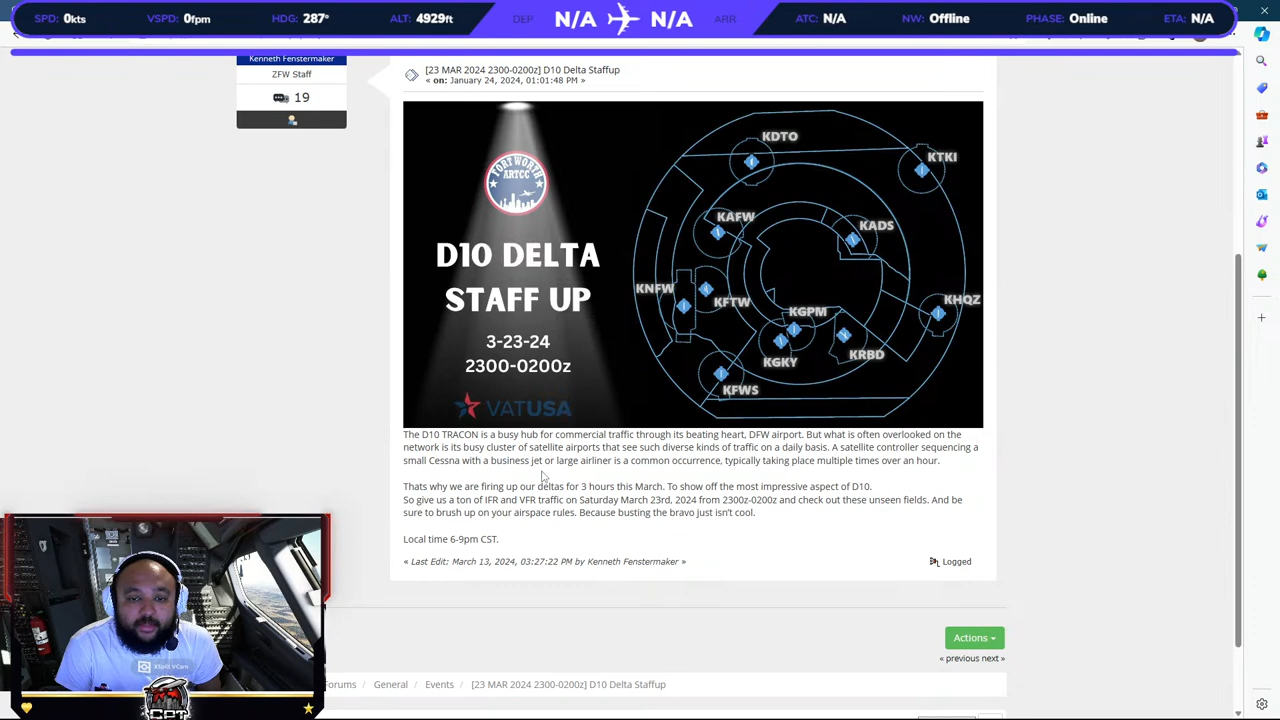 SPD: 0kts VSPD: 0fpm HDG: 287° ALT: 4929ft DEP N/A N/A ARR ATC: N/A NW: Offline PHASE: Online ETA: N/A
Kenneth Fenstermaker
ZFW Staff
19
[23 MAR 2024 2300-0200z] D10 Delta Staffup
« on: January 24, 2024, 01:01:48 PM »
FORT WORTH
ARTCC
D10 DELTA
STAFF UP
3-23-24
2300-0200z
VATUSA
KDTO
KTKI
KAFW
KADS
KNFW
KFTW
KHQZ
KGPM
KGKY
KRBD
KFWS
The D10 TRACON is a busy hub for commercial traffic through its beating heart, DFW airport. But what is often overlooked on the
network is its busy cluster of satellite airports that see such diverse kinds of traffic on a daily basis. A satellite controller sequencing a
small Cessna with a business jet or large airliner is a common occurrence, typically taking place multiple times over an hour.
Thats why we are firing up our deltas for 3 hours this March. To show off the most impressive aspect of D10.
So give us a ton of IFR and VFR traffic on Saturday March 23rd, 2024 from 2300z-0200z and check out these unseen fields. And be
sure to brush up on your airspace rules. Because busting the bravo just isn't cool.
Local time 6-9pm CST.
« Last Edit: March 13, 2024, 03:27:22 PM by Kenneth Fenstermaker »
Logged
Actions
« previous next »
Forums / General / Events / [23 MAR 2024 2300-0200z] D10 Delta Staffup
XSplit VCam
CPT